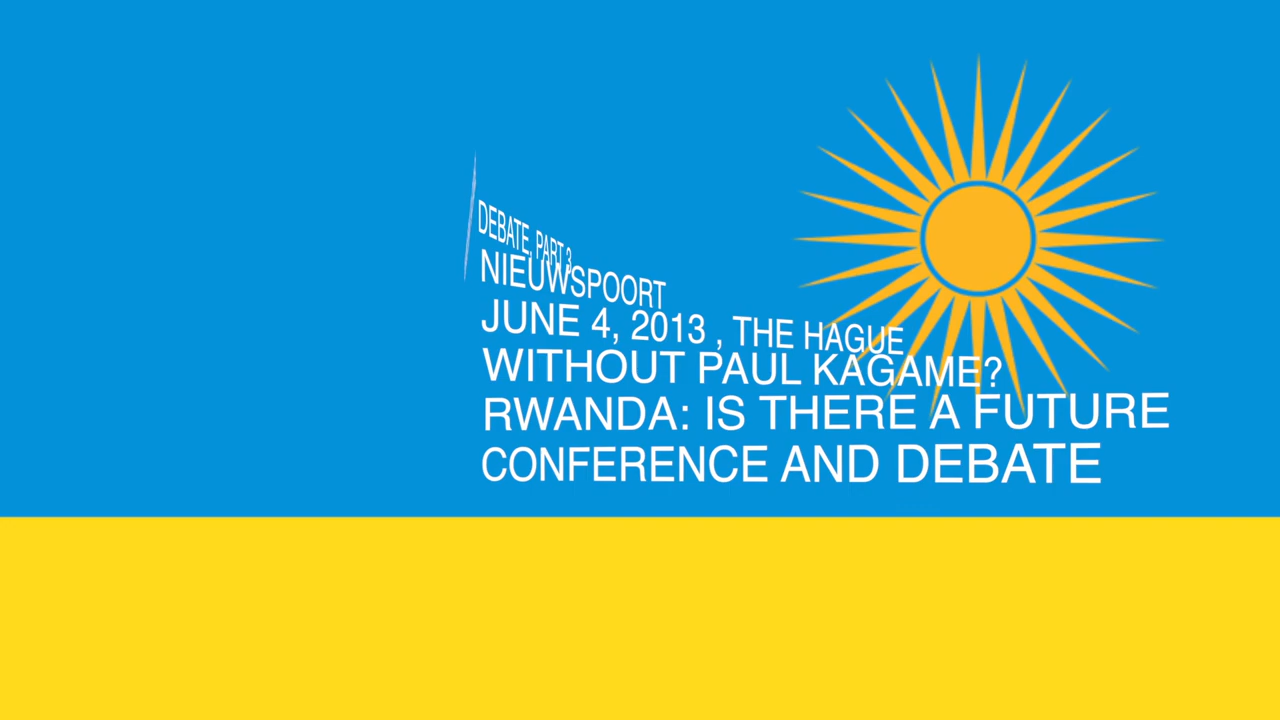 DEBATE, PART 3
NIEUWSPOORT
JUNE 4, 2013 , THE HAGUE
WITHOUT PAUL KAGAME?
RWANDA: IS THERE A FUTURE
CONFERENCE AND DEBATE